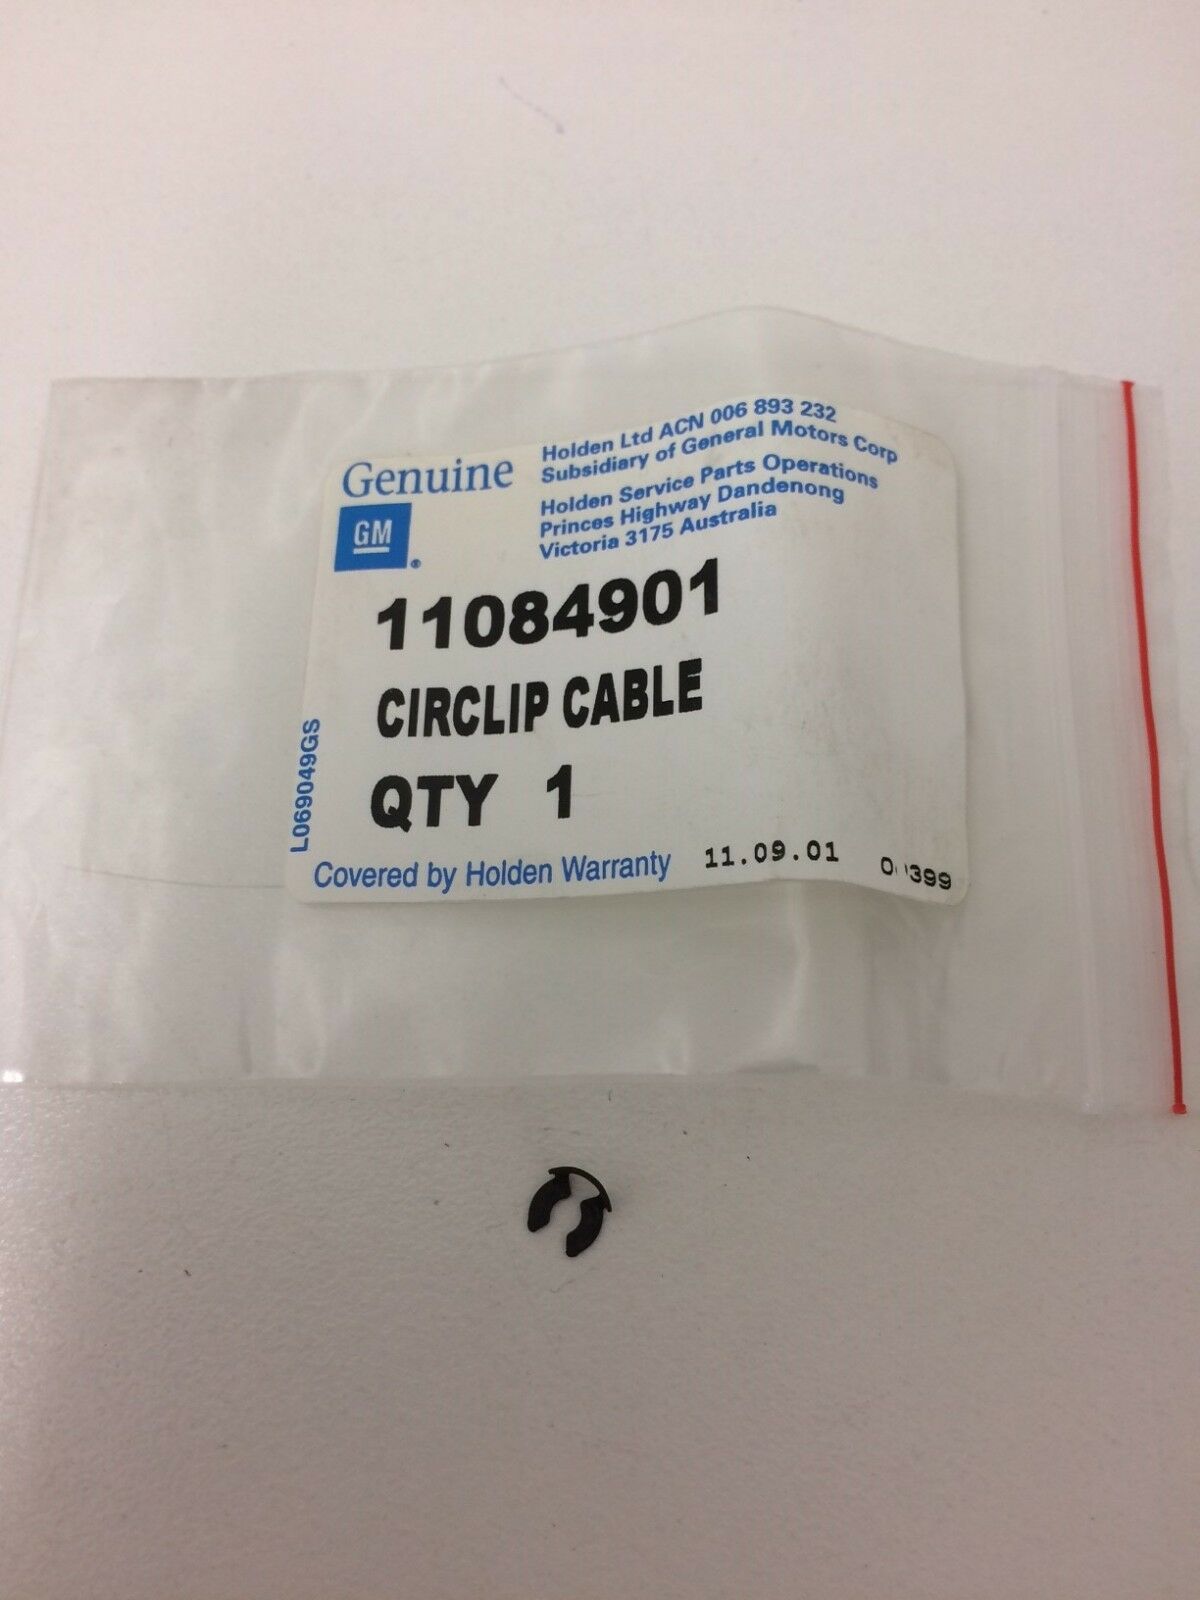 Genuine
GM
®
Holden Ltd ACN 006 893 232
Subsidiary of General Motors Corp
Holden Service Parts Operations
Princes Highway Dandenong
Victoria 3175 Australia
11084901
CIRCLIP CABLE
QTY 1
L069049GS
Covered by Holden Warranty
11.09.01